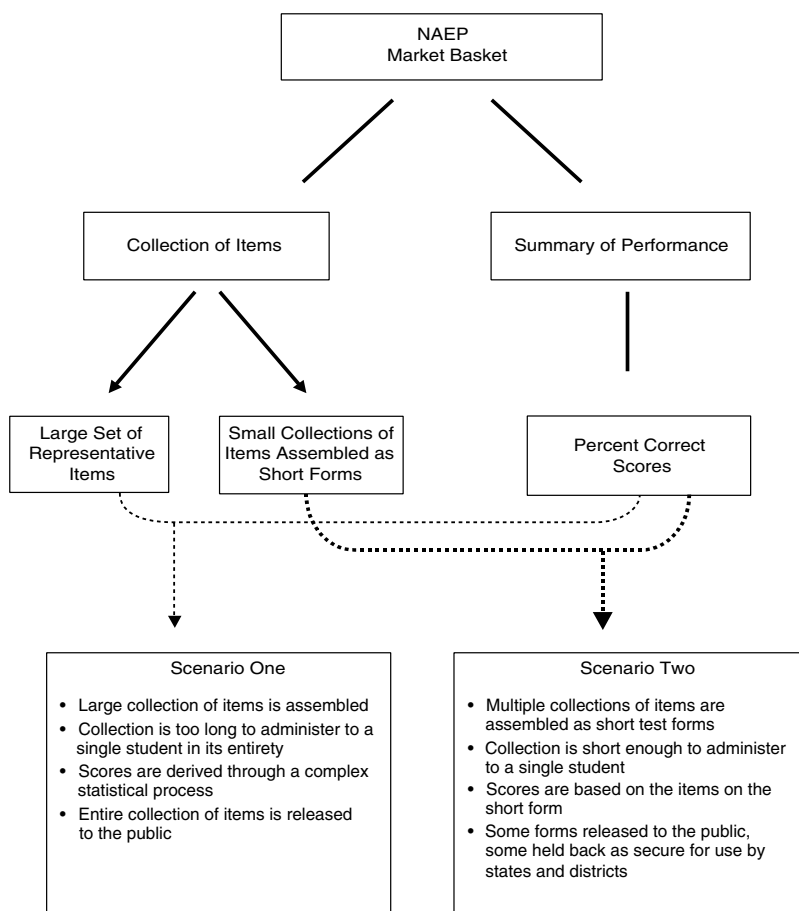 NAEP
Market Basket
Collection of Items
Summary of Performance
Large Set of
Representative
Items
Small Collections of
Items Assembled as
Short Forms
Percent Correct
Scores
Scenario One
• Large collection of items is assembled
• Collection is too long to administer to a
single student in its entirety
• Scores are derived through a complex
statistical process
• Entire collection of items is released
to the public
Scenario Two
• Multiple collections of items are
assembled as short test forms
• Collection is short enough to administer
to a single student
• Scores are based on the items on the
short form
• Some forms released to the public,
some held back as secure for use by
states and districts